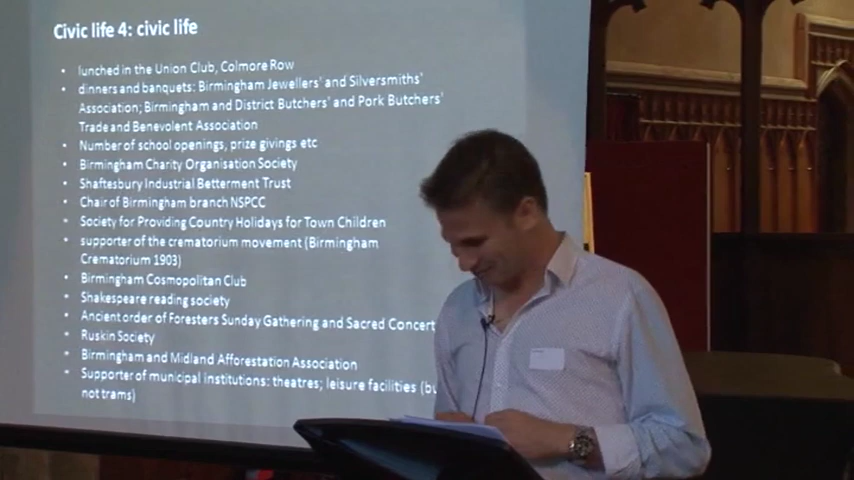 Civic life 4: civic life
• lunched in the Union Club, Colmore Row
• dinners and banquets: Birmingham Jewellers' and Silversmiths'
Association; Birmingham and District Butchers' and Pork Butchers'
Trade and Benevolent Association
• Number of school openings, prize givings etc
• Birmingham Charity Organisation Society
• Shaftesbury Industrial Betterment Trust
• Chair of Birmingham branch NSPCC
• Society for Providing Country Holidays for Town Children
• supporter of the crematorium movement (Birmingham
Crematorium 1903)
• Birmingham Cosmopolitan Club
• Shakespeare reading society
• Ancient order of Foresters Sunday Gathering and Sacred Concert
• Ruskin Society
• Birmingham and Midland Afforestation Association
• Supporter of municipal institutions: theatres; leisure facilities
not trams)